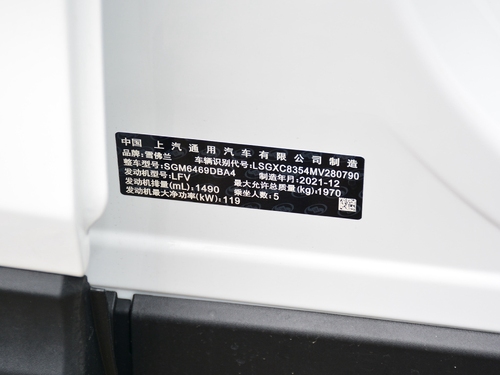 中国 上汽通用汽车有限公司制造
品牌：雪佛兰 车辆识别代号：LSGXC8354MV280790
整车型号：SGM6469DBA4 制造年月：2021-12
发动机型号：LFV 最大允许总质量(kg)：1970
发动机排量(mL)：1490 乘坐人数：5
发动机最大净功率(kW)：119